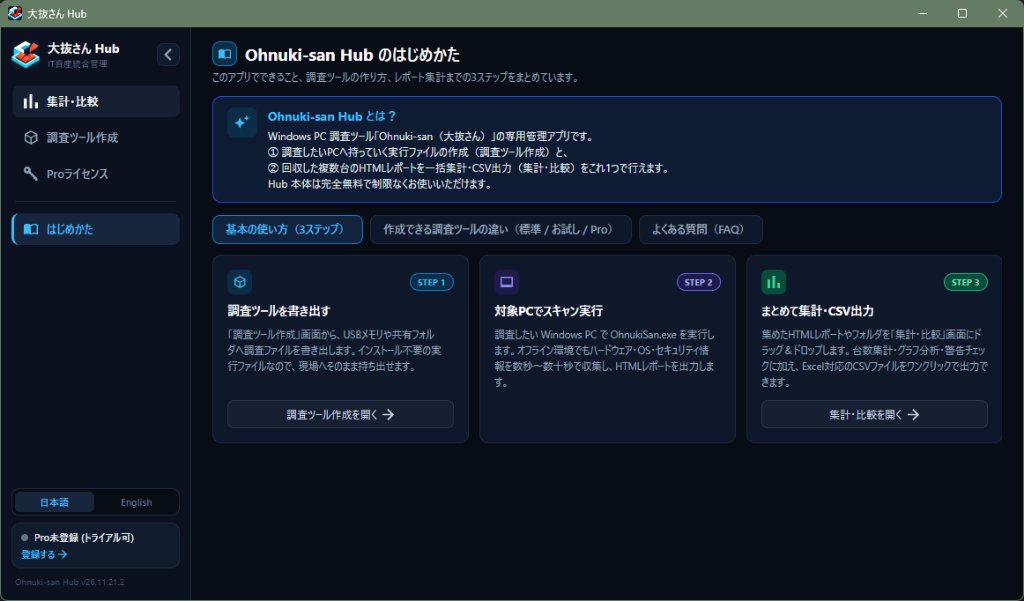 大抜さん Hub
大抜さん Hub
IT資産統合管理
集計・比較
調査ツール作成
Proライセンス
はじめかた
日本語
English
Pro未登録 (トライアル可)
登録する →
Ohnuki-san Hub v26.11.21.2
Ohnuki-san Hub のはじめかた
このアプリでできること、調査ツールの作り方、レポート集計までの3ステップをまとめています。
Ohnuki-san Hub とは？
Windows PC 調査ツール「Ohnuki-san（大抜さん）」の専用管理アプリです。
① 調査したいPCへ持っていく実行ファイルの作成（調査ツール作成）と、
② 回収した複数台のHTMLレポートを一括集計・CSV出力（集計・比較）をこれ1つで行えます。
Hub 本体は完全無料で制限なくお使いいただけます。
基本の使い方（3ステップ）
作成できる調査ツールの違い（標準 / お試し / Pro）
よくある質問（FAQ）
STEP 1
調査ツールを書き出す
「調査ツール作成」画面から、USBメモリや共有フォル
ダへ調査ファイルを書き出します。インストール不要の実
行ファイルなので、現場へそのまま持ち出せます。
調査ツール作成を開く →
STEP 2
対象PCでスキャン実行
調査したい Windows PC で OhnukiSan.exe を実行し
ます。オフライン環境でもハードウェア・OS・セキュリティ情
報を数秒～数十秒で収集し、HTMLレポートを出力しま
す。
STEP 3
まとめて集計・CSV出力
集めたHTMLレポートやフォルダを「集計・比較」画面にド
ラッグ＆ドロップします。台数集計・グラフ分析・警告チェッ
クに加え、Excel対応のCSVファイルをワンクリックで出力で
きます。
集計・比較を開く →